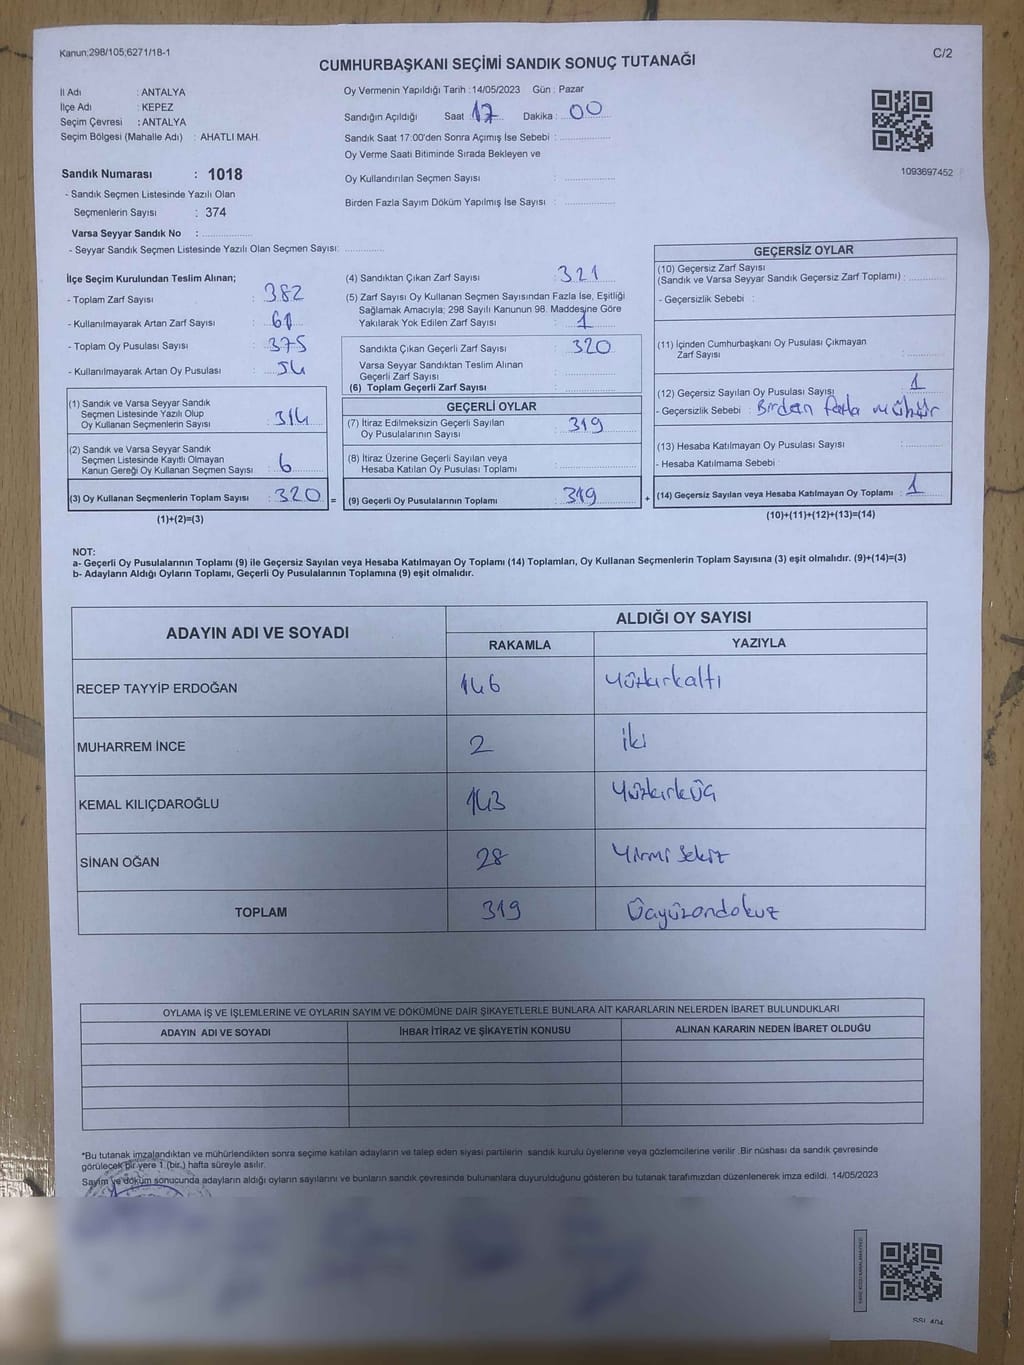 Kanun;298/105;6271/18-1
C/2
CUMHURBAŞKANI SEÇİMİ SANDIK SONUÇ TUTANAĞI
İl Adı : ANTALYA
İlçe Adı : KEPEZ
Seçim Çevresi : ANTALYA
Seçim Bölgesi (Mahalle Adı) : AHATLI MAH.
Oy Vermenin Yapıldığı Tarih :14/05/2023 Gün : Pazar
Sandığın Açıldığı Saat : 17 Dakika : 00
Sandık Saat 17:00'den Sonra Açımış İse Sebebi :
Oy Verme Saati Bitiminde Sırada Bekleyen ve
Oy Kullandırılan Seçmen Sayısı :
Birden Fazla Sayım Döküm Yapılmış İse Sayısı :
1093697452
Sandık Numarası : 1018
- Sandık Seçmen Listesinde Yazılı Olan
Seçmenlerin Sayısı : 374
Varsa Seyyar Sandık No :
- Seyyar Sandık Seçmen Listesinde Yazılı Olan Seçmen Sayısı:
İlçe Seçim Kurulundan Teslim Alınan;
- Toplam Zarf Sayısı : 382
- Kullanılmayarak Artan Zarf Sayısı : 61
- Toplam Oy Pusulası Sayısı : 375
- Kullanılmayarak Artan Oy Pusulası : 54
(1) Sandık ve Varsa Seyyar Sandık
Seçmen Listesinde Yazılı Olup
Oy Kullanan Seçmenlerin Sayısı : 314
(2) Sandık ve Varsa Seyyar Sandık
Seçmen Listesinde Kayıtlı Olmayan
Kanun Gereği Oy Kullanan Seçmen Sayısı : 6
(3) Oy Kullanan Seçmenlerin Toplam Sayısı : 320 =
(1)+(2)=(3)
(4) Sandıktan Çıkan Zarf Sayısı : 321
(5) Zarf Sayısı Oy Kullanan Seçmen Sayısından Fazla İse, Eşitliği
Sağlamak Amacıyla; 298 Sayılı Kanunun 98. Maddesine Göre
Yakılarak Yok Edilen Zarf Sayısı : 1
Sandıkta Çıkan Geçerli Zarf Sayısı : 320
Varsa Seyyar Sandıktan Teslim Alınan
Geçerli Zarf Sayısı :
(6) Toplam Geçerli Zarf Sayısı :
GEÇERLİ OYLAR
(7) İtiraz Edilmeksizin Geçerli Sayılan
Oy Pusulalarının Sayısı : 319
(8) İtiraz Üzerine Geçerli Sayılan veya
Hesaba Katılan Oy Pusulası Toplamı :
(9) Geçerli Oy Pusulalarının Toplamı : 319 +
GEÇERSİZ OYLAR
(10) Geçersiz Zarf Sayısı
(Sandık ve Varsa Seyyar Sandık Geçersiz Zarf Toplamı) :
- Geçersizlik Sebebi :
(11) İçinden Cumhurbaşkanı Oy Pusulası Çıkmayan
Zarf Sayısı :
(12) Geçersiz Sayılan Oy Pusulası Sayısı : 1
- Geçersizlik Sebebi : Birden fazla mühür
(13) Hesaba Katılmayan Oy Pusulası Sayısı :
- Hesaba Katılmama Sebebi :
(14) Geçersiz Sayılan veya Hesaba Katılmayan Oy Toplamı : 1
(10)+(11)+(12)+(13)=(14)
NOT:
a- Geçerli Oy Pusulalarının Toplamı (9) ile Geçersiz Sayılan veya Hesaba Katılmayan Oy Toplamı (14) Toplamları, Oy Kullanan Seçmenlerin Toplam Sayısına (3) eşit olmalıdır. (9)+(14)=(3)
b- Adayların Aldığı Oyların Toplamı, Geçerli Oy Pusulalarının Toplamına (9) eşit olmalıdır.
ADAYIN ADI VE SOYADI
ALDIĞI OY SAYISI
RAKAMLA YAZIYLA
RECEP TAYYİP ERDOĞAN 146 Yüzkırkaltı
MUHARREM İNCE 2 iki
KEMAL KILIÇDAROĞLU 143 Yüzkırküç
SİNAN OĞAN 28 Yirmi Sekiz
TOPLAM 319 Üçyüzondokuz
OYLAMA İŞ VE İŞLEMLERİNE VE OYLARIN SAYIM VE DÖKÜMÜNE DAİR ŞİKAYETLERLE BUNLARA AİT KARARLARIN NELERDEN İBARET BULUNDUKLARI
ADAYIN ADI VE SOYADI İHBAR İTİRAZ VE ŞİKAYETİN KONUSU ALINAN KARARIN NEDEN İBARET OLDUĞU
*Bu tutanak imzalandıktan ve mühürlendikten sonra seçime katılan adayların ve talep eden siyasi partilerin sandık kurulu üyelerine veya gözlemcilerine verilir .Bir nüshası da sandık çevresinde
görülecek bir yere 1 (bir.) hafta süreyle asılır.
Sayım ve döküm sonucunda adayların aldığı oyların sayılarını ve bunların sandık çevresinde bulunanlara duyurulduğunu gösteren bu tutanak tarafımızdan düzenlenerek imza edildi. 14/05/2023